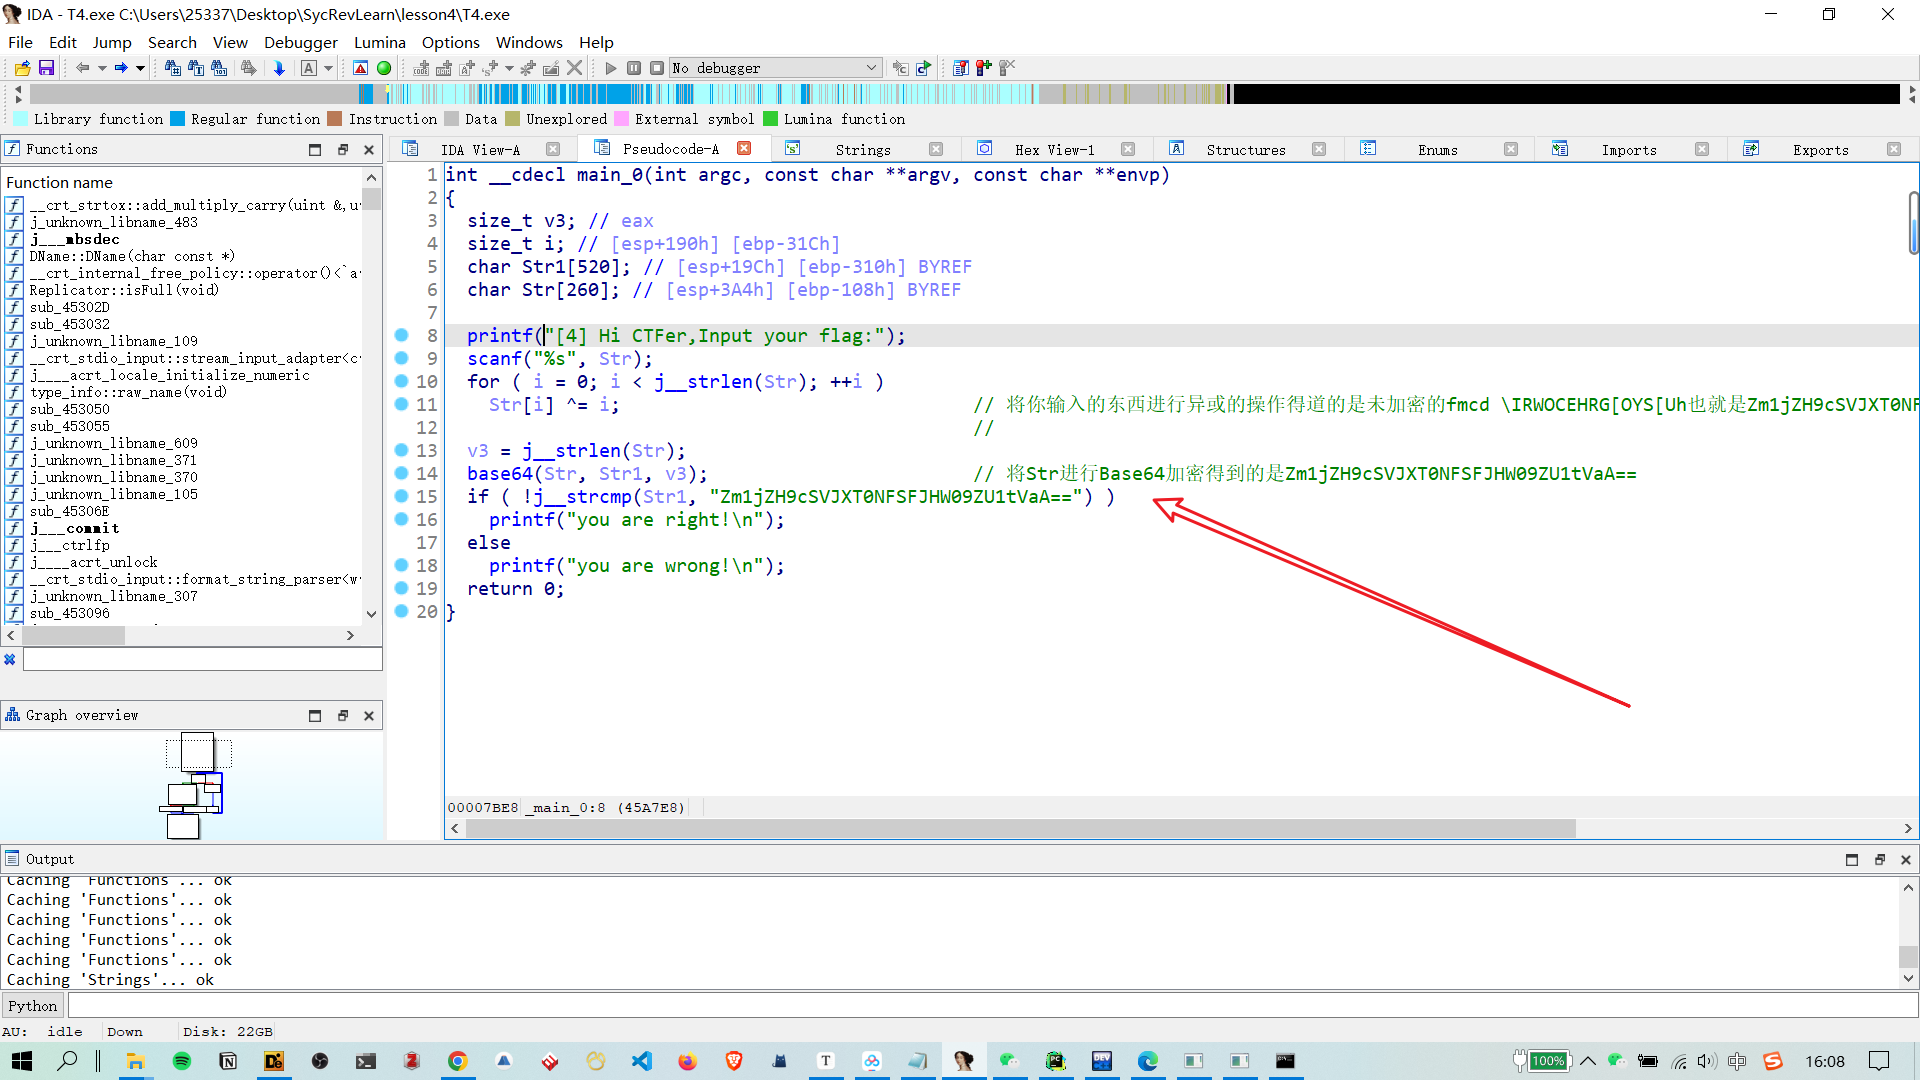 IDA - T4.exe C:\Users\25337\Desktop\SycRevLearn\lesson4\T4.exe
File Edit Jump Search View Debugger Lumina Options Windows Help
No debugger
Library function Regular function Instruction Data Unexplored External symbol Lumina function
Functions
Function name
__crt_strtox::add_multiply_carry(uint &,u
j_unknown_libname_483
j___mbsdec
DName::DName(char const *)
__crt_internal_free_policy::operator()<`a
Replicator::isFull(void)
sub_45302D
sub_453032
j_unknown_libname_109
__crt_stdio_input::stream_input_adapter<c
j____acrt_locale_initialize_numeric
type_info::raw_name(void)
sub_453050
sub_453055
j_unknown_libname_609
j_unknown_libname_371
j_unknown_libname_370
j_unknown_libname_105
sub_45306E
j___commit
j___ctrlfp
j____acrt_unlock
__crt_stdio_input::format_string_parser<w
j_unknown_libname_307
sub_453096
Graph overview
IDA View-A Pseudocode-A Strings Hex View-1 Structures Enums Imports Exports
1 int __cdecl main_0(int argc, const char **argv, const char **envp)
2 {
3 size_t v3; // eax
4 size_t i; // [esp+190h] [ebp-31Ch]
5 char Str1[520]; // [esp+19Ch] [ebp-310h] BYREF
6 char Str[260]; // [esp+3A4h] [ebp-108h] BYREF
7
8 printf("[4] Hi CTFer,Input your flag:");
9 scanf("%s", Str);
10 for ( i = 0; i < j__strlen(Str); ++i )
11 Str[i] ^= i; // 将你输入的东西进行异或的操作得道的是未加密的fmcd \IRWOCEHRG[OYS[Uh也就是Zm1jZH9cSVJXT0NF
12 //
13 v3 = j__strlen(Str);
14 base64(Str, Str1, v3); // 将Str进行Base64加密得到的是Zm1jZH9cSVJXT0NFSFJHW09ZU1tVaA==
15 if ( !j__strcmp(Str1, "Zm1jZH9cSVJXT0NFSFJHW09ZU1tVaA==") )
16 printf("you are right!\n");
17 else
18 printf("you are wrong!\n");
19 return 0;
20 }
00007BE8 _main_0:8 (45A7E8)
Output
Caching 'Functions'... ok
Caching 'Functions'... ok
Caching 'Functions'... ok
Caching 'Functions'... ok
Caching 'Functions'... ok
Caching 'Strings'... ok
Python
AU: idle Down Disk: 22GB
100% 中 16:08